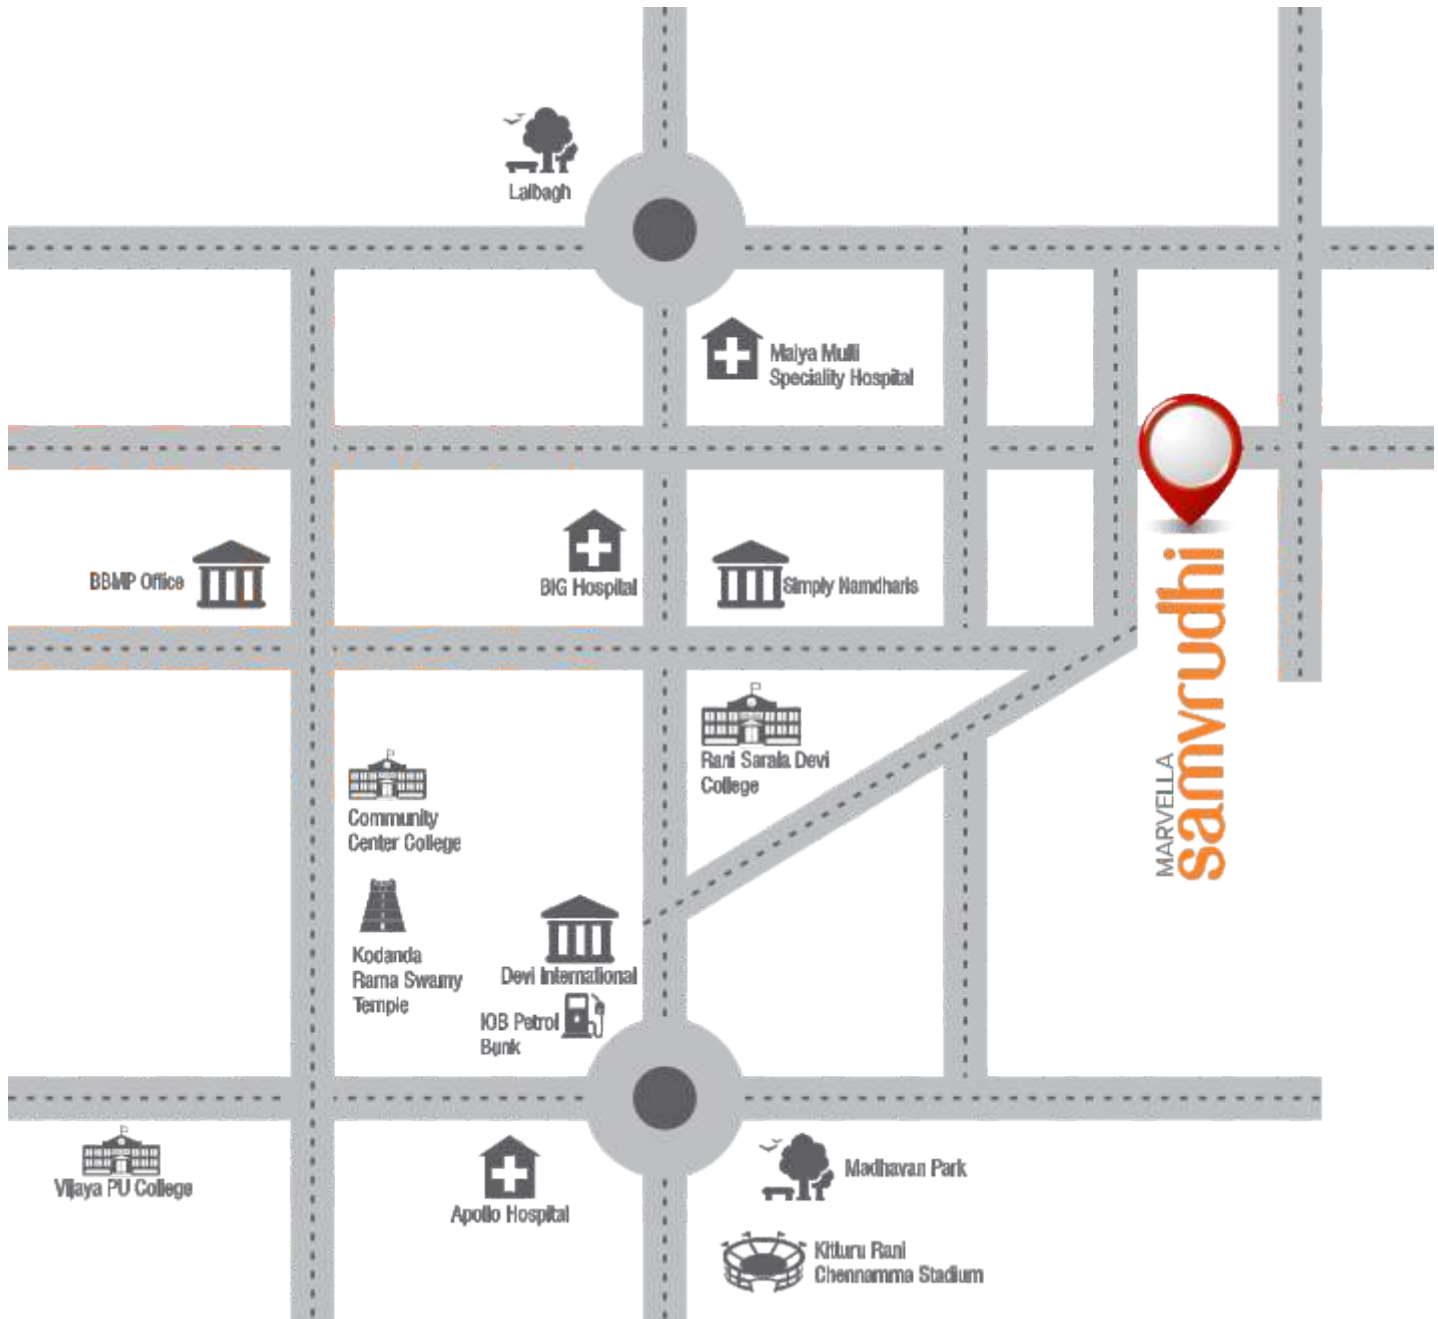 Lalbagh
Maiya Multi
Speciality Hospital
BBMP Office
BIG Hospital
Simply Namdharis
MARVELLA
samvrudhi
Rani Sarala Devi
College
Community
Center College
Kodanda
Rama Swamy
Temple
Devi International
IOB Petrol
Bunk
Vijaya PU College
Apollo Hospital
Madhavan Park
Kitturu Rani
Chennamma Stadium